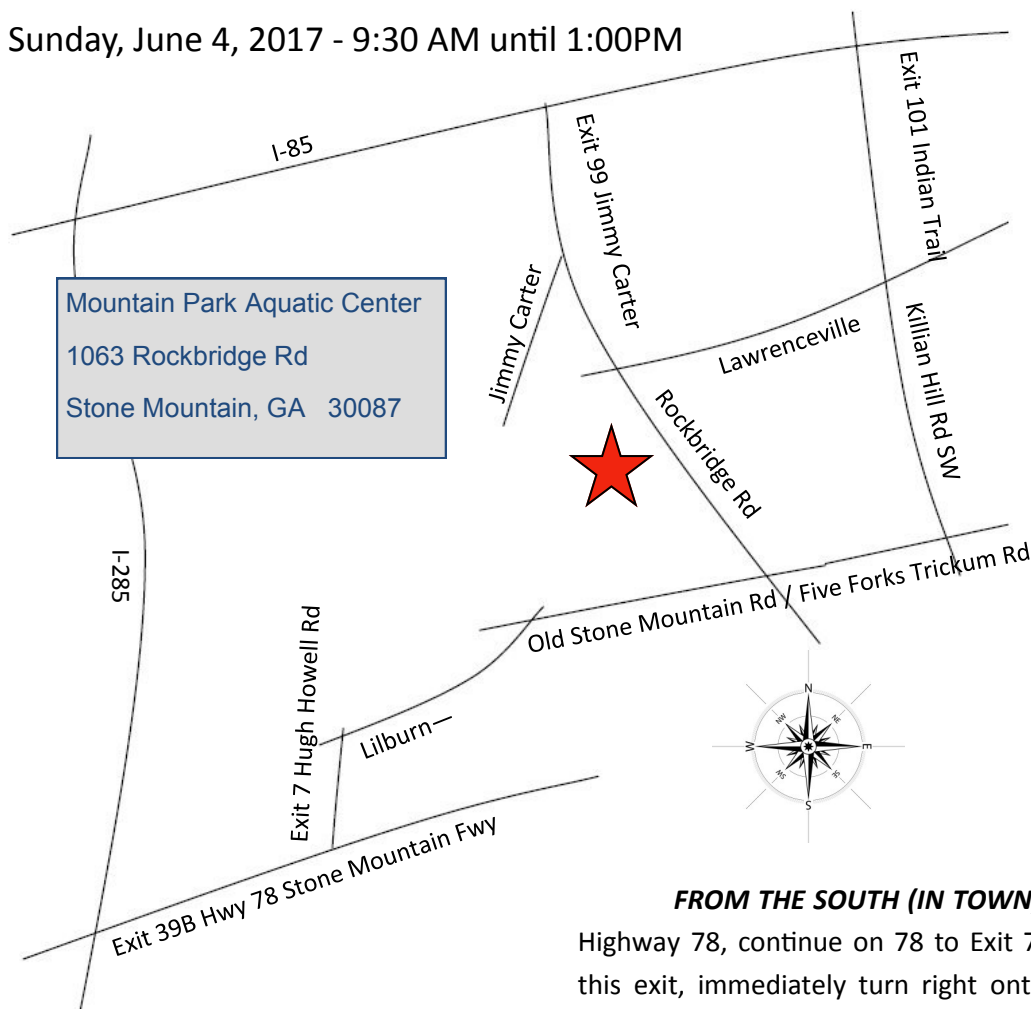 Sunday, June 4, 2017 - 9:30 AM until 1:00PM
I-85
Exit 99 Jimmy Carter
Exit 101 Indian Trail
Mountain Park Aquatic Center
1063 Rockbridge Rd
Stone Mountain, GA 30087
Jimmy Carter
Lawrenceville
Killian Hill Rd SW
Rockbridge Rd
I-285
Old Stone Mountain Rd / Five Forks Trickum Rd
Exit 7 Hugh Howell Rd
Lilburn—
Exit 39B Hwy 78 Stone Mountain Fwy
N
NW
NE
W
E
SW
SE
S
FROM THE SOUTH (IN TOWN
Highway 78, continue on 78 to Exit 7
this exit, immediately turn right ont